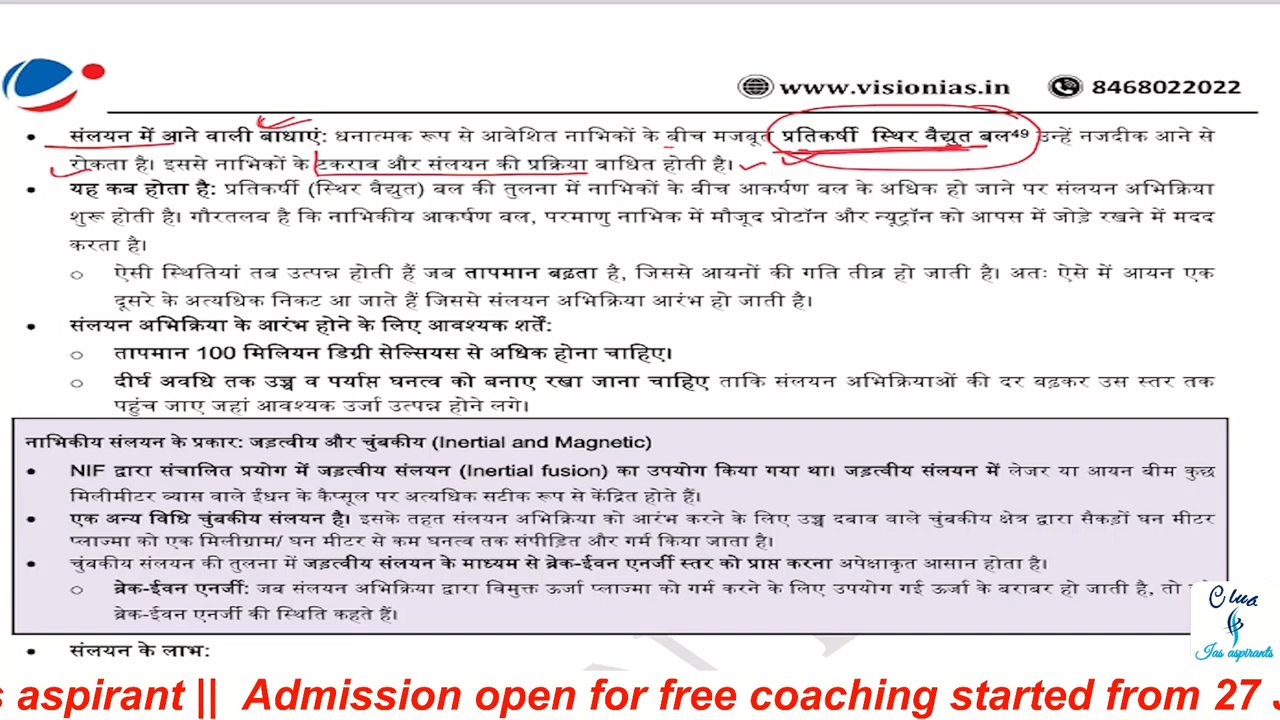 www.visionias.in 8468022022
• संलयन में आने वाली बाधाएं: धनात्मक रूप से आवेशित नाभिकों के बीच मजबूत प्रतिकर्षी स्थिर वैद्युत बल49 उन्हें नजदीक आने से
रोकता है। इससे नाभिकों के टकराव और संलयन की प्रक्रिया बाधित होती है।
• यह कब होता है: प्रतिकर्षी (स्थिर वैद्युत) बल की तुलना में नाभिकों के बीच आकर्षण बल के अधिक हो जाने पर संलयन अभिक्रिया
शुरू होती है। गौरतलब है कि नाभिकीय आकर्षण बल, परमाणु नाभिक में मौजूद प्रोटॉन और न्यूट्रॉन को आपस में जोड़े रखने में मदद
करता है।
○ ऐसी स्थितियां तब उत्पन्न होती हैं जब तापमान बढ़ता है, जिससे आयनों की गति तीव्र हो जाती है। अतः ऐसे में आयन एक
दूसरे के अत्यधिक निकट आ जाते हैं जिससे संलयन अभिक्रिया आरंभ हो जाती है।
• संलयन अभिक्रिया के आरंभ होने के लिए आवश्यक शर्तें:
○ तापमान 100 मिलियन डिग्री सेल्सियस से अधिक होना चाहिए।
○ दीर्घ अवधि तक उच्च व पर्याप्त घनत्व को बनाए रखा जाना चाहिए ताकि संलयन अभिक्रियाओं की दर बढ़कर उस स्तर तक
पहुंच जाए जहां आवश्यक उर्जा उत्पन्न होने लगे।
नाभिकीय संलयन के प्रकार: जड़त्वीय और चुंबकीय (Inertial and Magnetic)
• NIF द्वारा संचालित प्रयोग में जड़त्वीय संलयन (Inertial fusion) का उपयोग किया गया था। जड़त्वीय संलयन में लेजर या आयन बीम कुछ
मिलीमीटर व्यास वाले ईंधन के कैप्सूल पर अत्यधिक सटीक रूप से केंद्रित होते हैं।
• एक अन्य विधि चुंबकीय संलयन है। इसके तहत संलयन अभिक्रिया को आरंभ करने के लिए उच्च दबाव वाले चुंबकीय क्षेत्र द्वारा सैकड़ों घन मीटर
प्लाज्मा को एक मिलीग्राम/ घन मीटर से कम घनत्व तक संपीड़ित और गर्म किया जाता है।
• चुंबकीय संलयन की तुलना में जड़त्वीय संलयन के माध्यम से ब्रेक-ईवन एनर्जी स्तर को प्राप्त करना अपेक्षाकृत आसान होता है।
○ ब्रेक-ईवन एनर्जी: जब संलयन अभिक्रिया द्वारा विमुक्त ऊर्जा प्लाज्मा को गर्म करने के लिए उपयोग गई ऊर्जा के बराबर हो जाती है, तो
ब्रेक-ईवन एनर्जी की स्थिति कहते हैं।
• संलयन के लाभ:
Clua
Ias aspirants
s aspirant || Admission open for free coaching started from 27